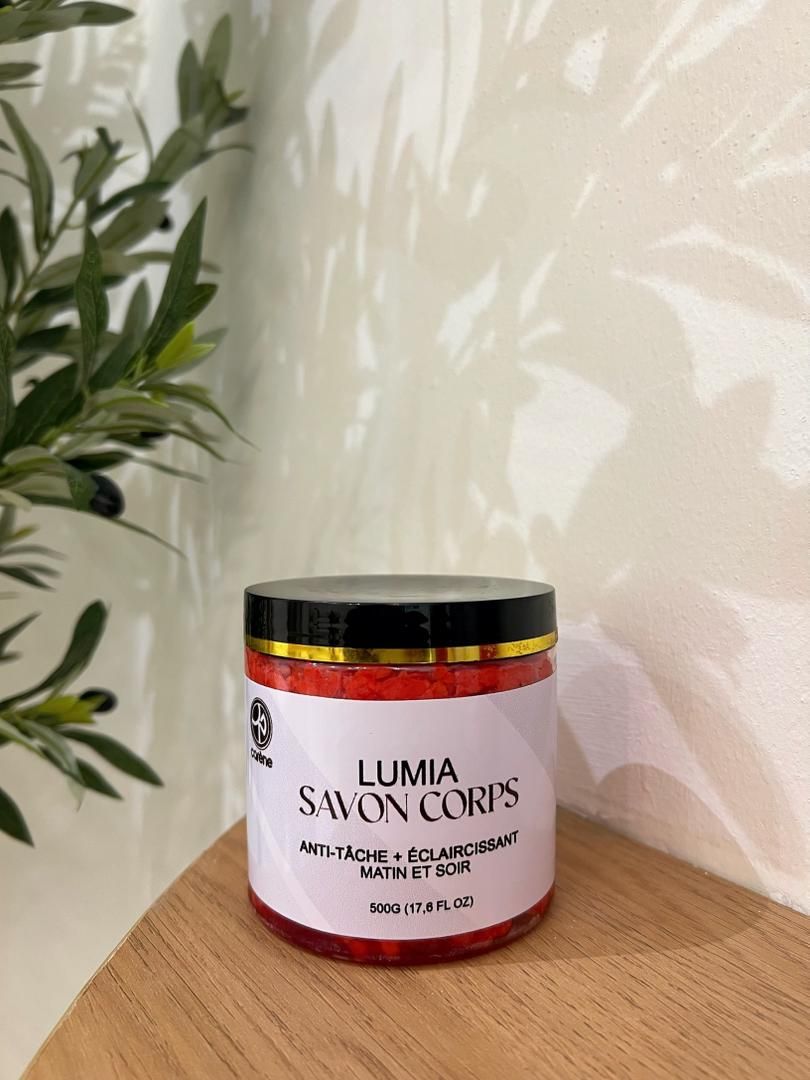 corène
LUMIA
SAVON CORPS
ANTI-TÂCHE + ÉCLAIRCISSANT
MATIN ET SOIR
500G (17,6 FL OZ)